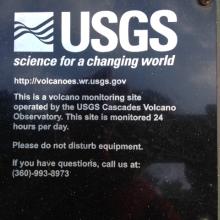 USGS
science for a changing world
http://volcanoes.wr.usgs.gov
This is a volcano monitoring site
operated by the USGS Cascades Volcano
Observatory. This site is monitored 24
hours per day.
Please do not disturb equipment.
If you have questions, call us at:
(360)-993-8973